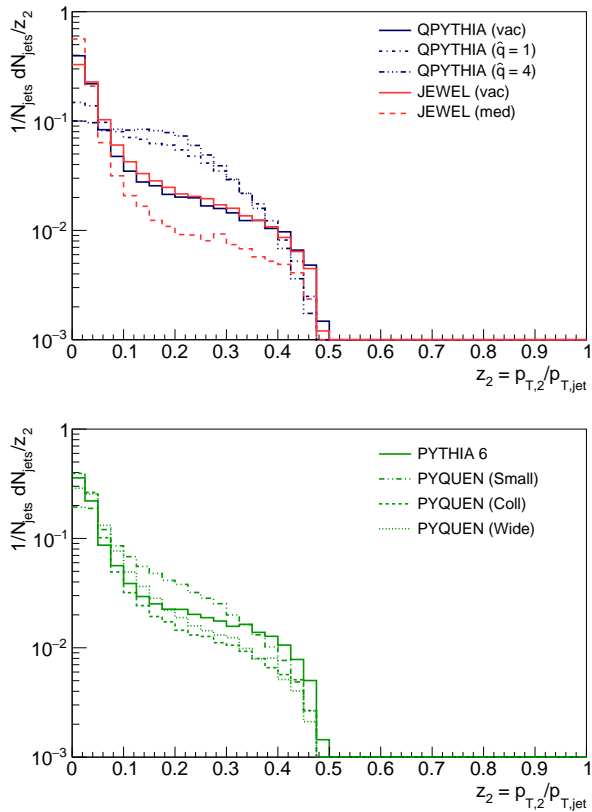 1/N_jets dN_jets/z_2
1
10^-1
10^-2
10^-3
QPYTHIA (vac)
QPYTHIA (q̂ = 1)
QPYTHIA (q̂ = 4)
JEWEL (vac)
JEWEL (med)
0 0.1 0.2 0.3 0.4 0.5 0.6 0.7 0.8 0.9 1
z_2 = p_T,2/p_T,jet
1/N_jets dN_jets/z_2
1
10^-1
10^-2
10^-3
PYTHIA 6
PYQUEN (Small)
PYQUEN (Coll)
PYQUEN (Wide)
0 0.1 0.2 0.3 0.4 0.5 0.6 0.7 0.8 0.9 1
z_2 = p_T,2/p_T,jet